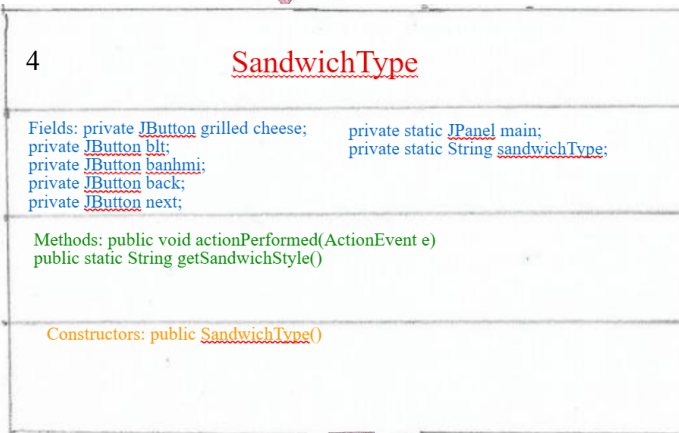 4
SandwichType
Fields: private JButton grilled cheese;
private JButton blt;
private JButton banhmi;
private JButton back;
private JButton next;
private static JPanel main;
private static String sandwichType;
Methods: public void actionPerformed(ActionEvent e)
public static String getSandwichStyle()
Constructors: public SandwichType()